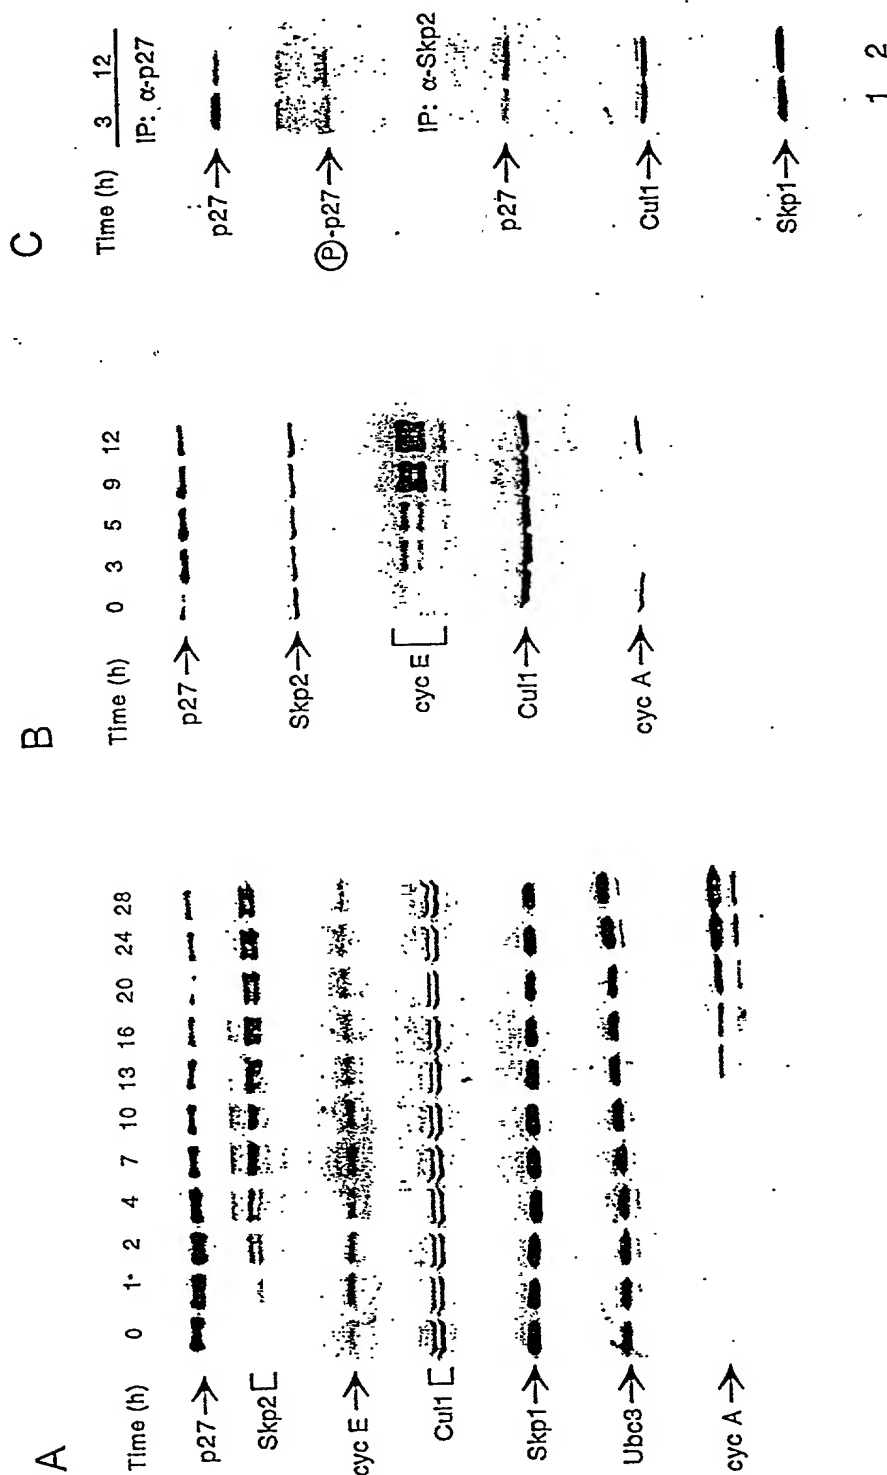 A
Time (h) 0 1 2 4 7 10 13 16 20 24 28
p27
Skp2
cyc E
Cul1
Skp1
Ubc3
cyc A
B
Time (h) 0 3 5 9 12
p27
Skp2
cyc E
Cul1
cyc A
C
Time (h) 3 12
IP: α-p27
p27
P-p27
IP: α-Skp2
p27
Cul1
Skp1
1 2